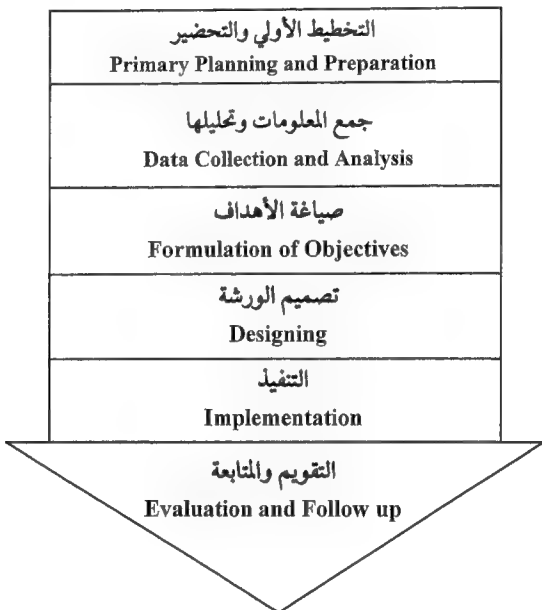 التخطيط الأولي والتحضير
Primary Planning and Preparation
جمع المعلومات وتحليلها
Data Collection and Analysis
صياغة الأهداف
Formulation of Objectives
تصميم الورشة
Designing
التنفيذ
Implementation
التقويم والمتابعة
Evaluation and Follow up